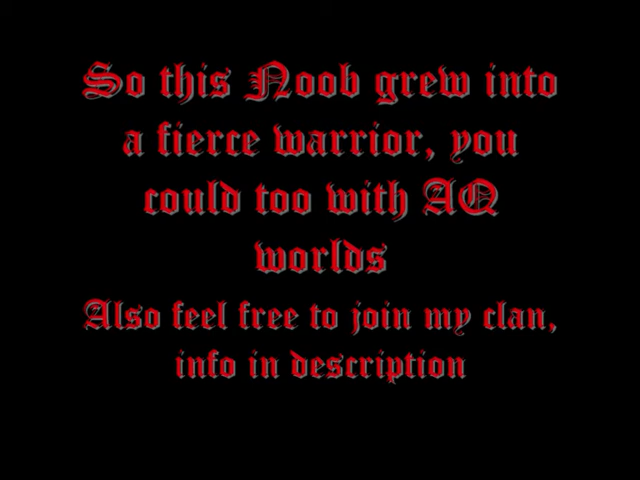 So this Noob grew into
a fierce warrior, you
could too with AQ
worlds
Also feel free to join my clan,
info in description